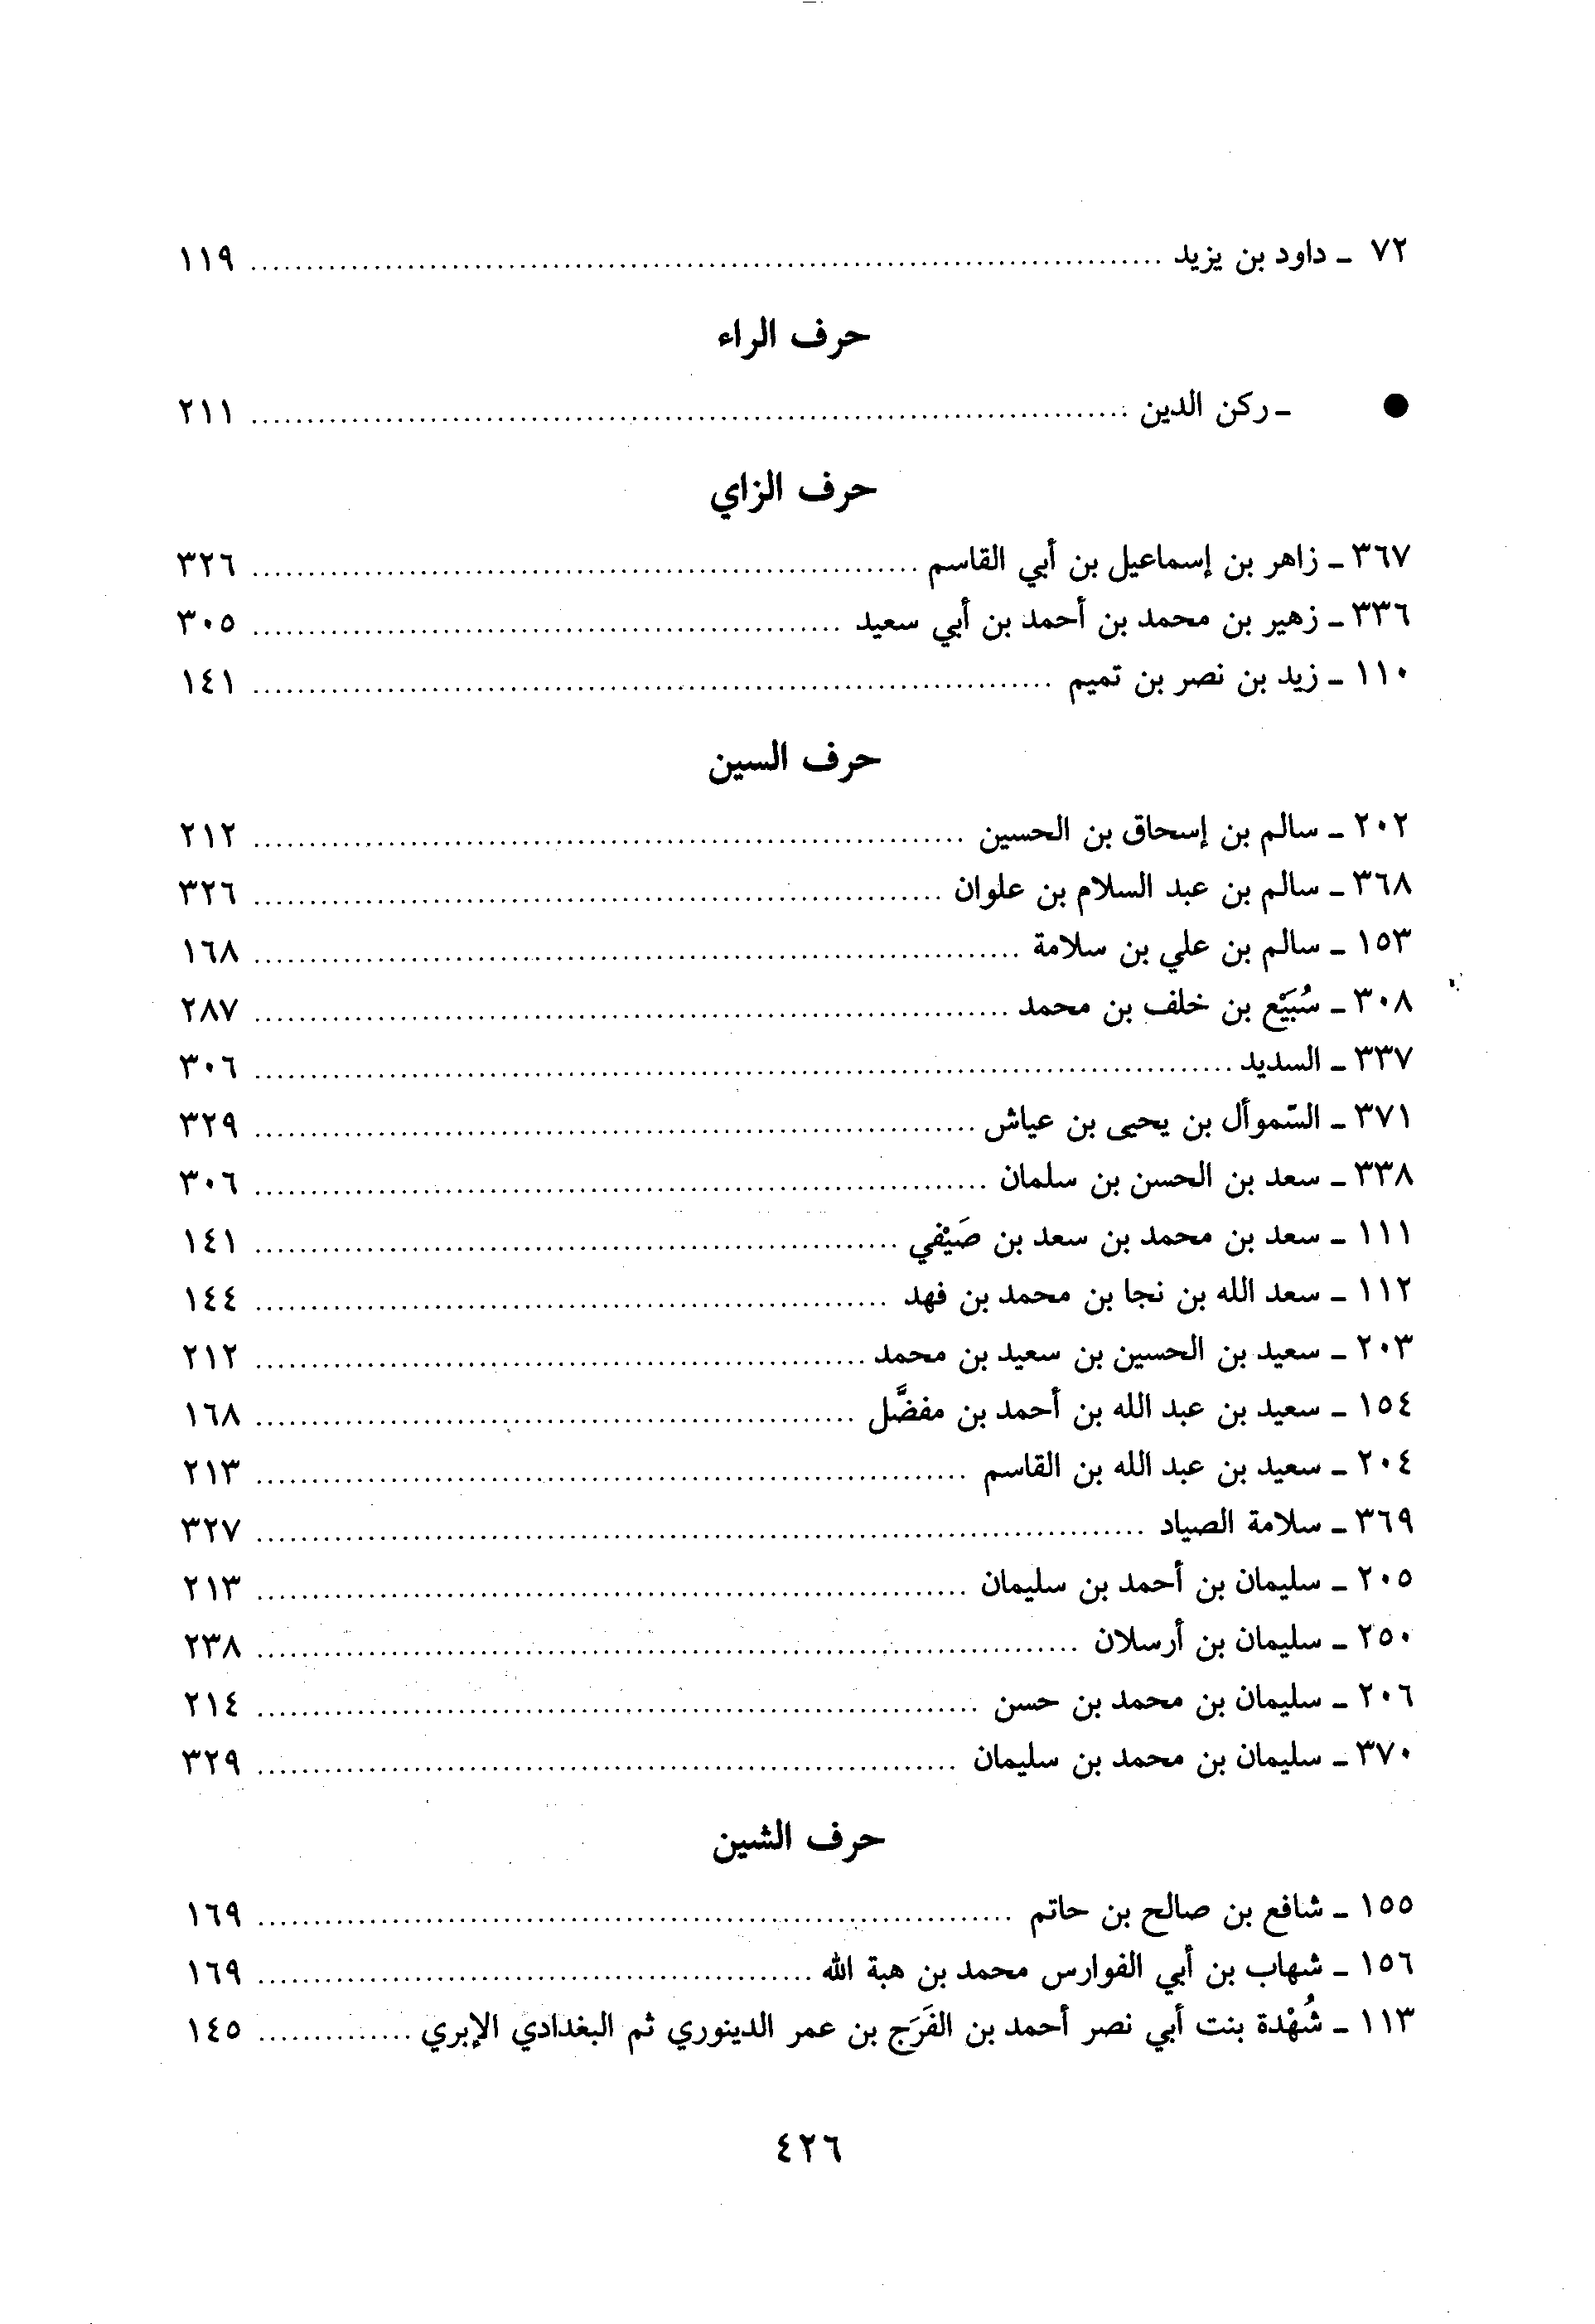 ٧٢ ـ داود بن يزيد ................ ١١٩
حرف الراء
● ـ ركن الدين ................ ٢١١
حرف الزاي
٣٦٧ ـ زاهر بن إسماعيل بن أبي القاسم ................ ٣٢٦
٣٣٦ ـ زهير بن محمد بن أحمد بن أبي سعيد ................ ٣٠٥
١١٠ ـ زيد بن نصر بن تميم ................ ١٤١
حرف السين
٢٠٢ ـ سالم بن إسحاق بن الحسين ................ ٢١٢
٣٦٨ ـ سالم بن عبد السلام بن علوان ................ ٣٢٦
١٥٣ ـ سالم بن علي بن سلامة ................ ١٦٨
٣٠٨ ـ سُبَيْع بن خلف بن محمد ................ ٢٨٧
٣٣٧ ـ السديد ................ ٣٠٦
٣٧١ ـ السّموأل بن يحيى بن عياش ................ ٣٢٩
٣٣٨ ـ سعد بن الحسن بن سلمان ................ ٣٠٦
١١١ ـ سعد بن محمد بن سعد بن صَيْفي ................ ١٤١
١١٢ ـ سعد الله بن نجا بن محمد بن فهد ................ ١٤٤
٢٠٣ ـ سعيد بن الحسين بن سعيد بن محمد ................ ٢١٢
١٥٤ ـ سعيد بن عبد الله بن أحمد بن مفضَّل ................ ١٦٨
٢٠٤ ـ سعيد بن عبد الله بن القاسم ................ ٢١٣
٣٦٩ ـ سلامة الصياد ................ ٣٢٧
٢٠٥ ـ سليمان بن أحمد بن سليمان ................ ٢١٣
٢٥٠ ـ سليمان بن أرسلان ................ ٢٣٨
٢٠٦ ـ سليمان بن محمد بن حسن ................ ٢١٤
٣٧٠ ـ سليمان بن محمد بن سليمان ................ ٣٢٩
حرف الشين
١٥٥ ـ شافع بن صالح بن حاتم ................ ١٦٩
١٥٦ ـ شهاب بن أبي الفوارس محمد بن هبة الله ................ ١٦٩
١١٣ ـ شُهْدة بنت أبي نصر أحمد بن الفَرَج بن عمر الدينوري ثم البغدادي الإبري ................ ١٤٥
٤٢٦